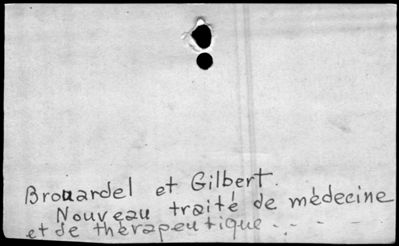 Brouardel et Gilbert.
Nouveau traité de médecine
et de thérapeutique . . . .